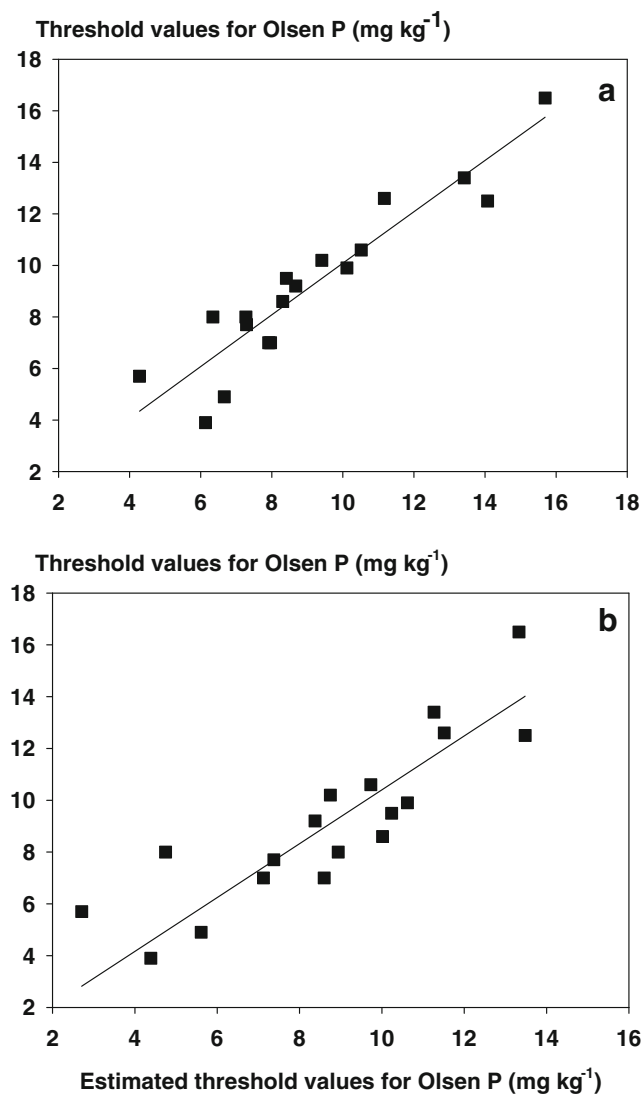 Threshold values for Olsen P (mg kg⁻¹)
18
a
16
14
12
10
8
6
4
2
2 4 6 8 10 12 14 16 18
Threshold values for Olsen P (mg kg⁻¹)
18
b
16
14
12
10
8
6
4
2
2 4 6 8 10 12 14 16
Estimated threshold values for Olsen P (mg kg⁻¹)